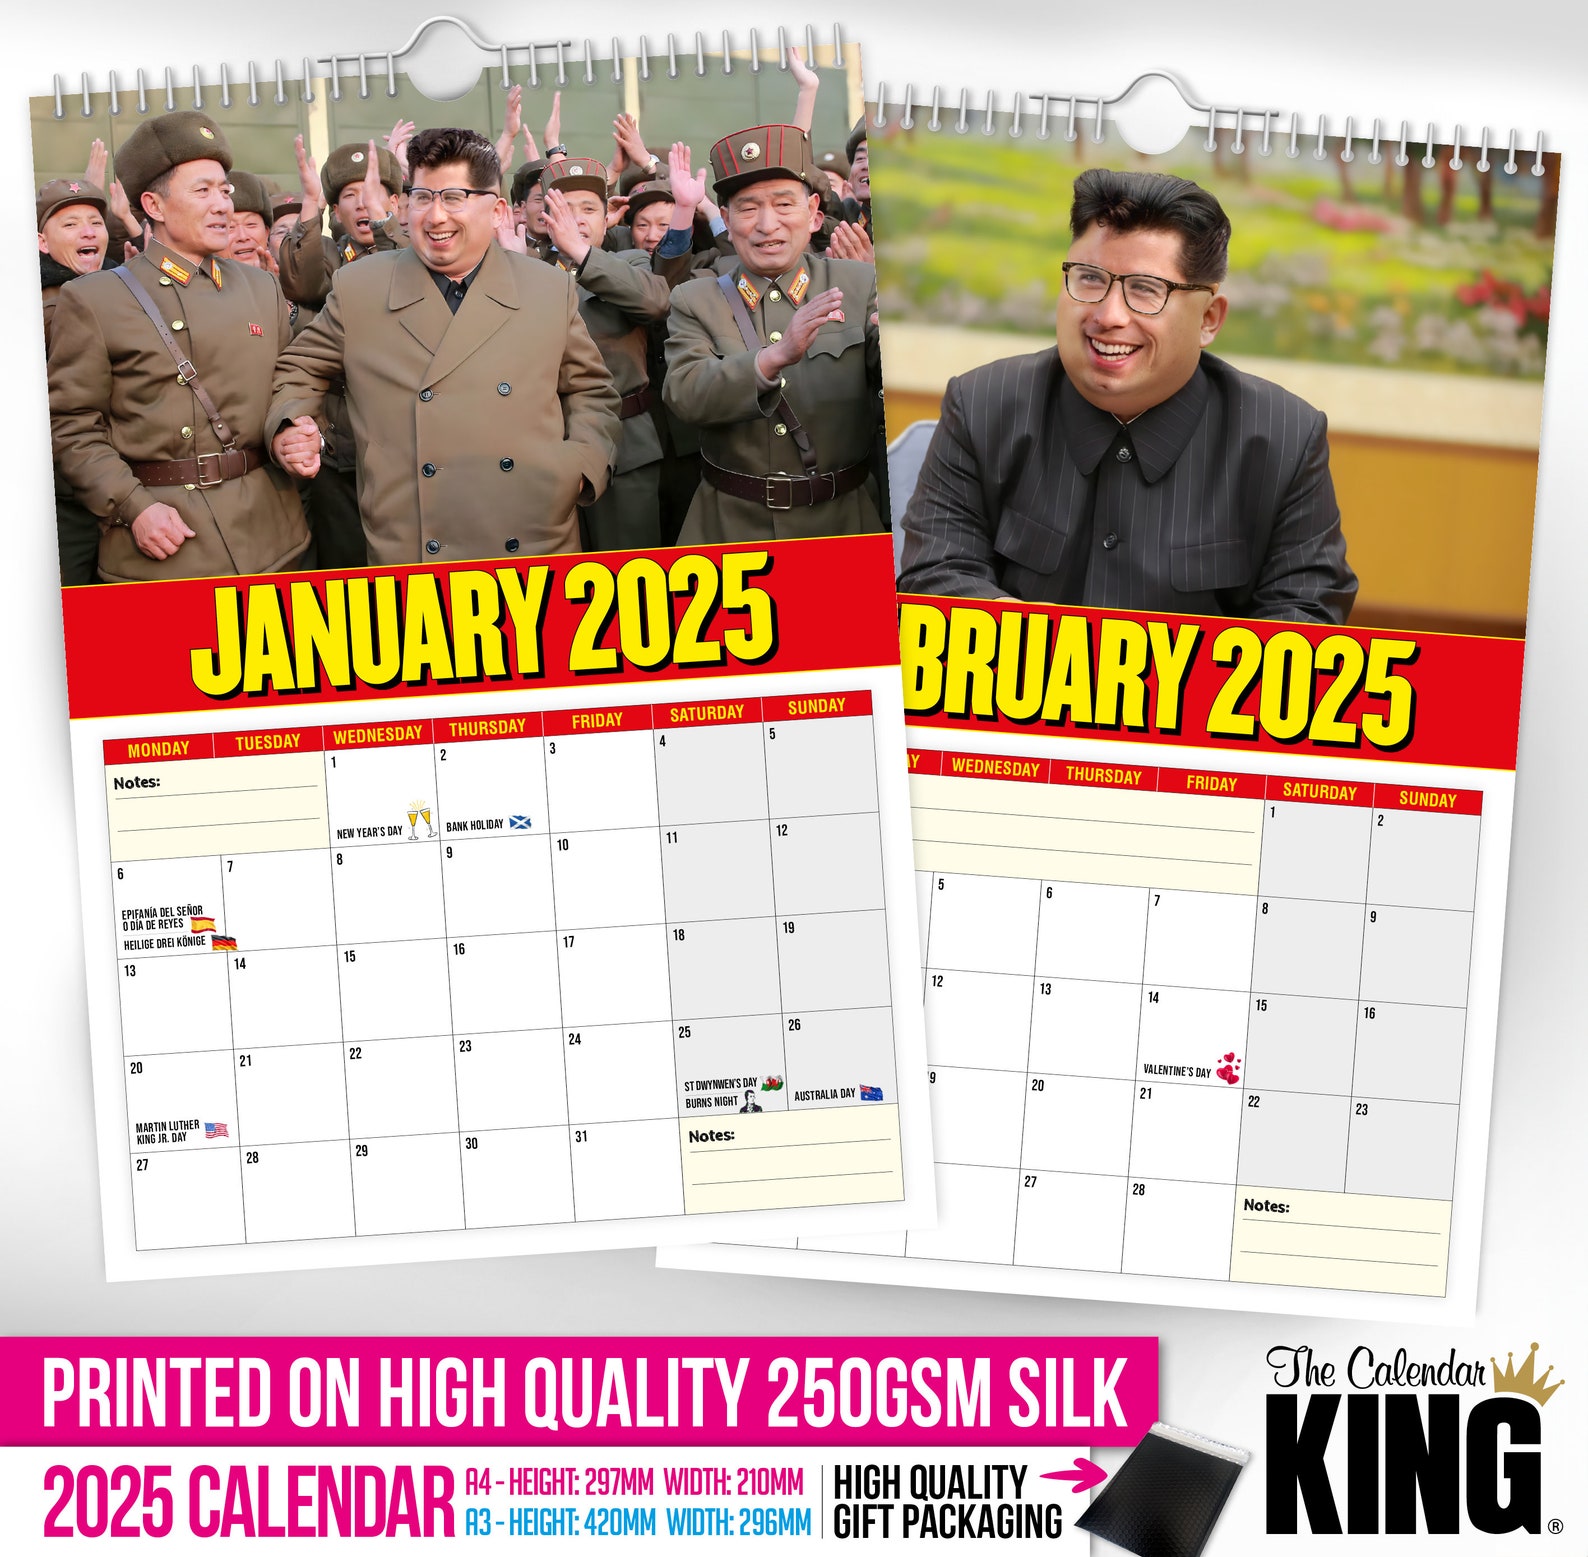 JANUARY 2025
MONDAY TUESDAY WEDNESDAY THURSDAY FRIDAY SATURDAY SUNDAY
Notes:
1 2 3 4 5
NEW YEAR'S DAY
BANK HOLIDAY
6 7 8 9 10 11 12
EPIFANÍA DEL SEÑOR
O DÍA DE REYES
HEILIGE DREI KÖNIGE
13 14 15 16 17 18 19
20 21 22 23 24 25 26
MARTIN LUTHER
KING JR. DAY
ST DWYNWEN'S DAY
BURNS NIGHT
AUSTRALIA DAY
27 28 29 30 31
Notes:
BRUARY 2025
AY WEDNESDAY THURSDAY FRIDAY SATURDAY SUNDAY
1 2
5 6 7 8 9
12 13 14 15 16
VALENTINE'S DAY
9 20 21 22 23
27 28
Notes:
PRINTED ON HIGH QUALITY 250GSM SILK
2025 CALENDAR
A4 - HEIGHT: 297MM WIDTH: 210MM
A3 - HEIGHT: 420MM WIDTH: 296MM
HIGH QUALITY
GIFT PACKAGING
The Calendar
KING®